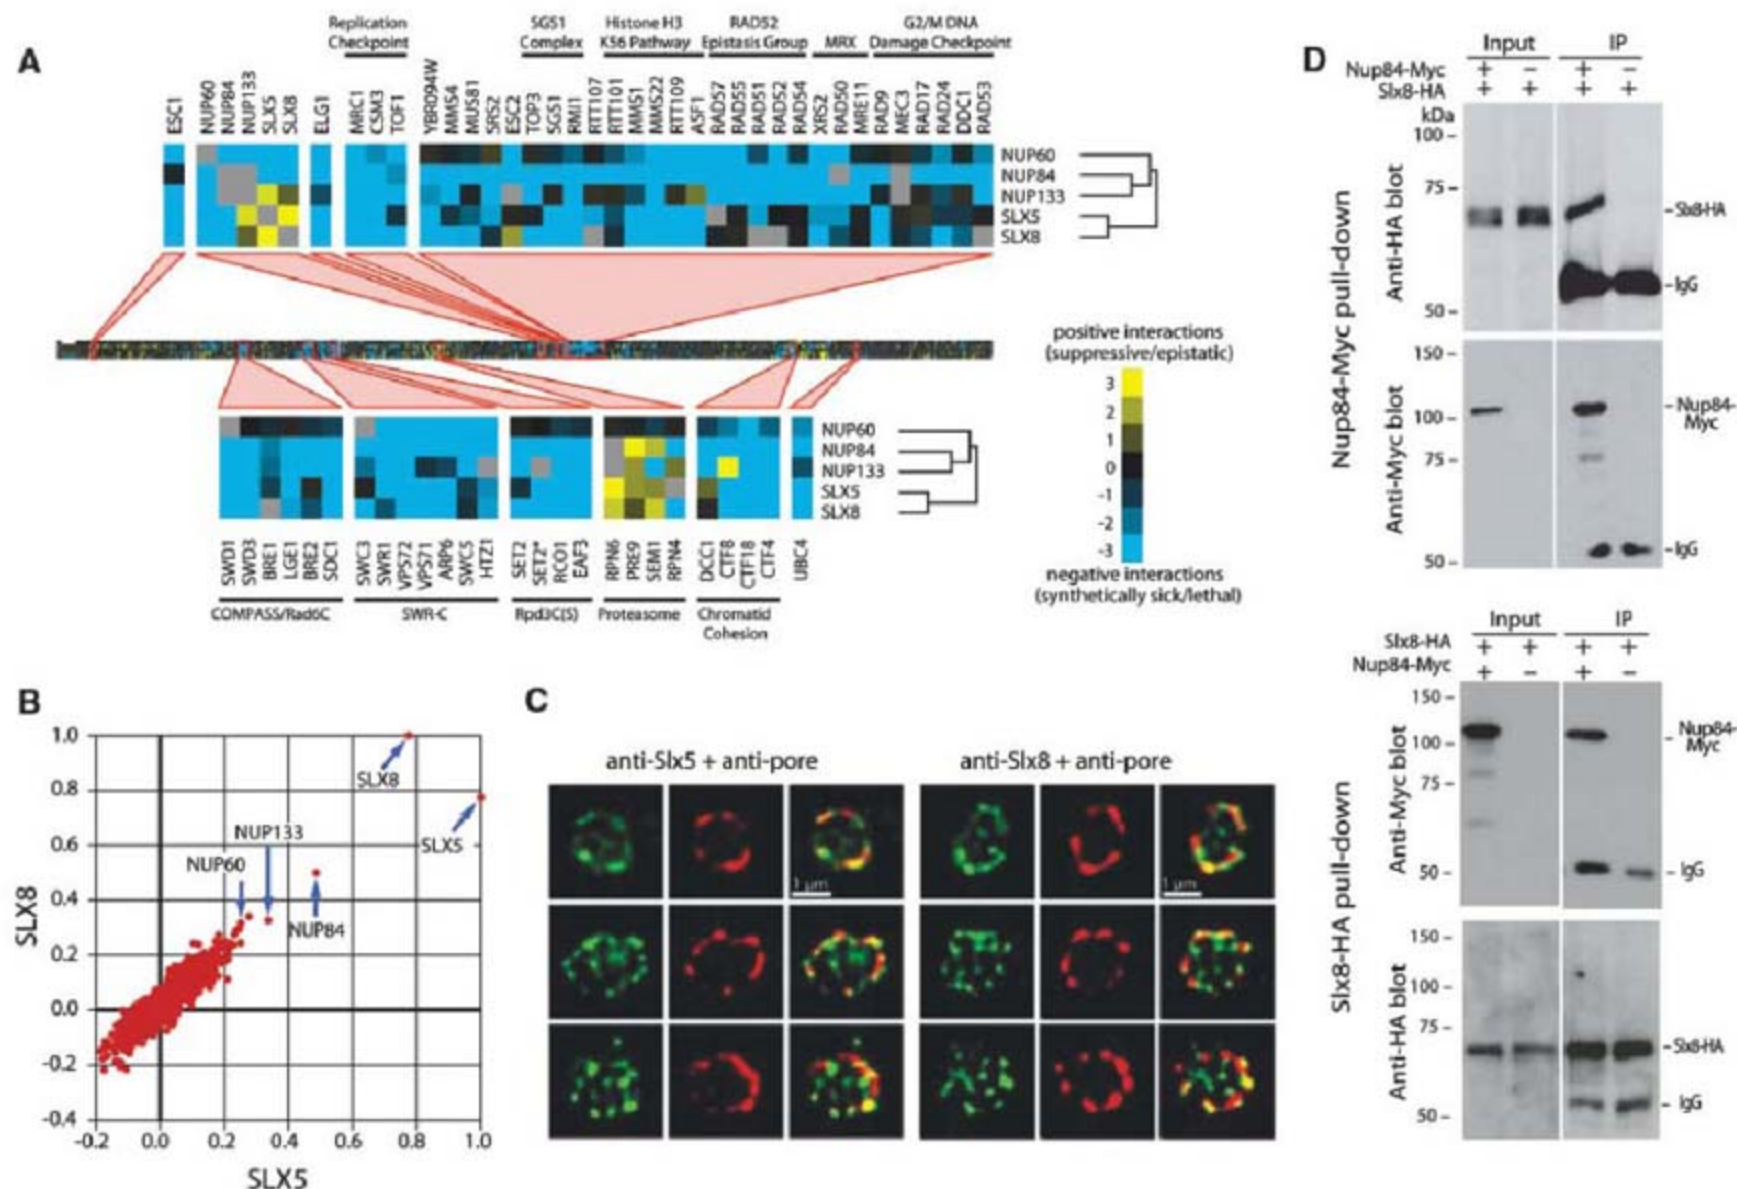 A
Replication Checkpoint
SGS1 Complex
Histone H3 K56 Pathway
RAD52 Epistasis Group
MRX
G2/M DNA Damage Checkpoint
ESC1
NUP60
NUP84
NUP133
SLX5
SLX8
ELG1
MRC1
CSM3
TOF1
YBR094W
MMS4
MUS81
SRS2
ESC2
TOP3
SGS1
RMI1
RTT107
RTT101
MMS1
MMS22
RTT109
ASF1
RAD57
RAD55
RAD51
RAD52
RAD54
XRS2
RAD50
MRE11
RAD9
MEC3
RAD17
RAD24
DDC1
RAD53
NUP60
NUP84
NUP133
SLX5
SLX8
positive interactions
(suppressive/epistatic)
3
2
1
0
-1
-2
-3
negative interactions
(synthetically sick/lethal)
NUP60
NUP84
NUP133
SLX5
SLX8
SWD1
SWD3
BRE1
LGE1
BRE2
SDC1
SWC3
SWR1
VPS72
VPS71
ARP6
SWC5
HTZ1
SET2
SET2*
RCO1
EAF3
RPN6
PRE9
SEM1
RPN4
DCC1
CTF8
CTF18
CTF4
UBC4
COMPASS/Rad6C
SWR-C
Rpd3C(S)
Proteasome
Chromatid Cohesion
B
SLX8
1.0
0.8
0.6
0.4
0.2
0.0
-0.2
-0.4
-0.2
0.0
0.2
0.4
0.6
0.8
1.0
SLX5
SLX8
SLX5
NUP133
NUP60
NUP84
C
anti-Slx5 + anti-pore
anti-Slx8 + anti-pore
1 µm
1 µm
D
Input
IP
Nup84-Myc + - + -
Slx8-HA + + + +
kDa
100
75
50
Slx8-HA
IgG
Anti-HA blot
Nup84-Myc pull-down
150
100
75
50
Nup84-Myc
IgG
Anti-Myc blot
Input
IP
Slx8-HA + + + +
Nup84-Myc + - + -
150
100
75
50
Nup84-Myc
IgG
Anti-Myc blot
Slx8-HA pull-down
150
100
75
50
Slx8-HA
IgG
Anti-HA blot